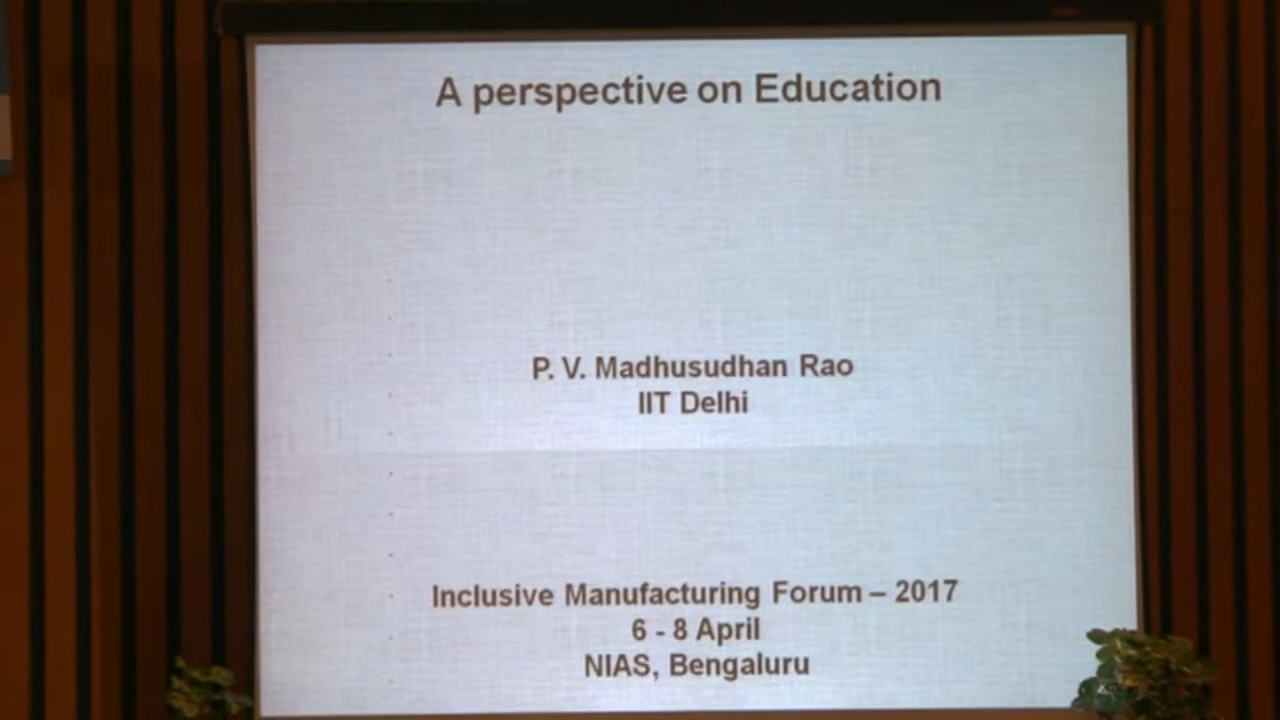 A perspective on Education
P. V. Madhusudhan Rao
IIT Delhi
Inclusive Manufacturing Forum – 2017
6 - 8 April
NIAS, Bengaluru